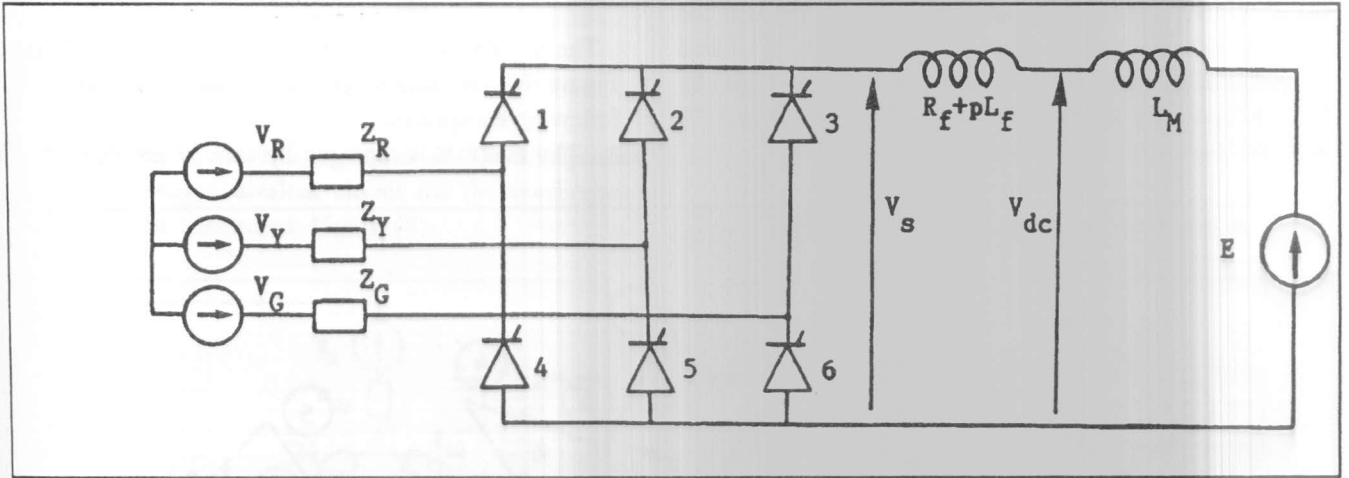 V_R Z_R
V_Y Z_Y
V_G Z_G
1 2 3
4 5 6
R_f+pL_f
L_M
V_s
V_dc
E